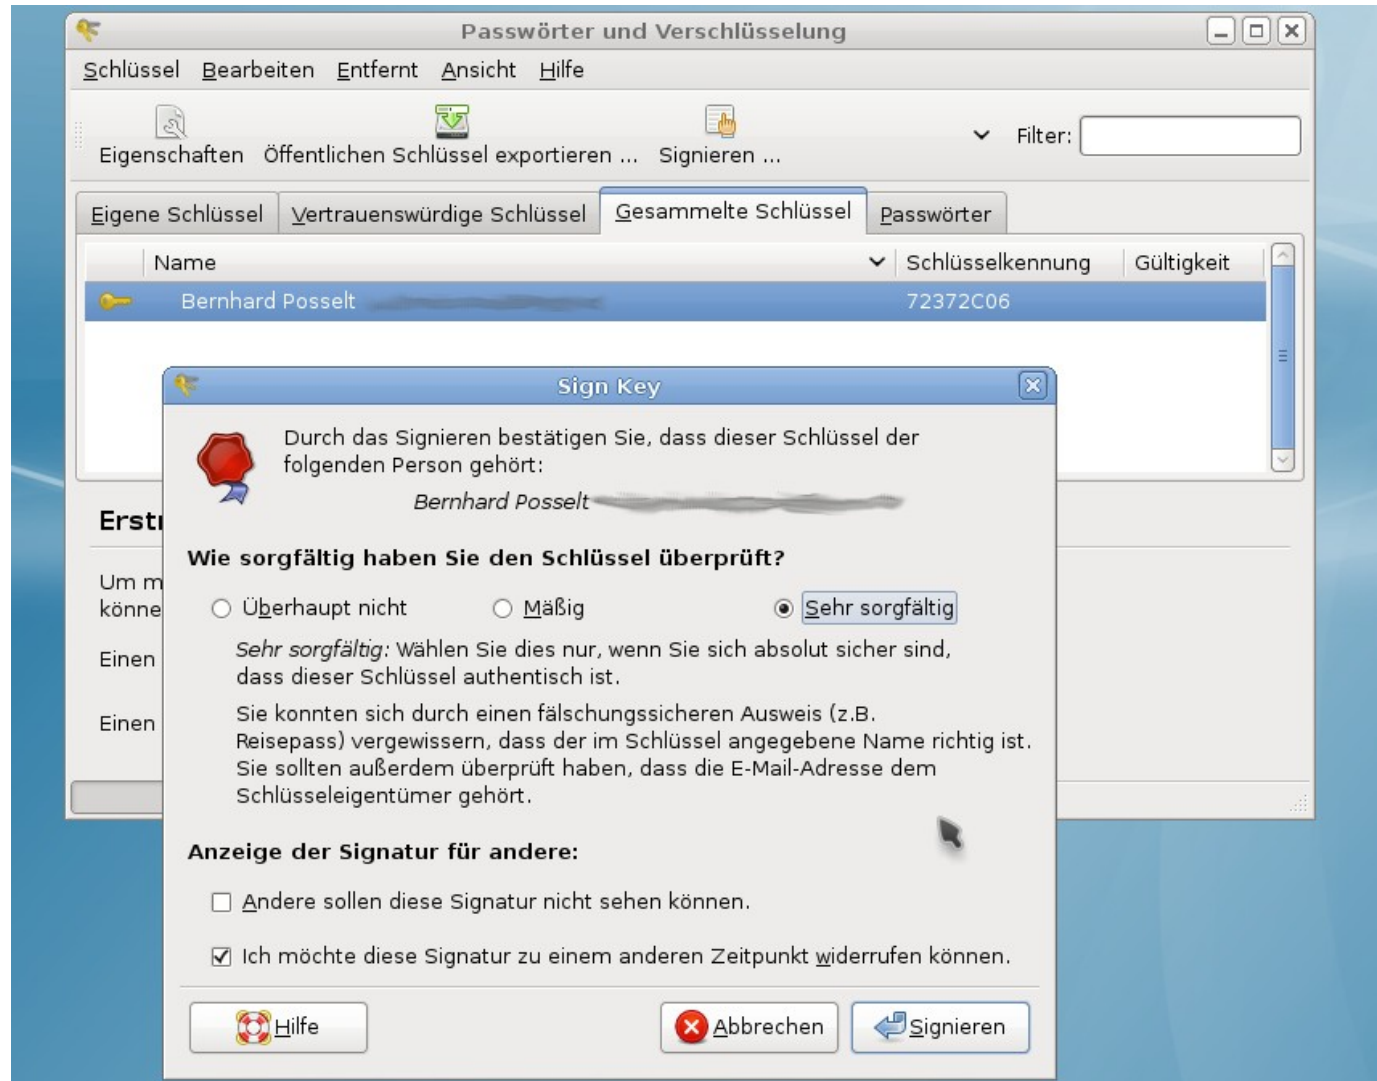 Passwörter und Verschlüsselung
Schlüssel Bearbeiten Entfernt Ansicht Hilfe
Eigenschaften Öffentlichen Schlüssel exportieren ... Signieren ... Filter:
Eigene Schlüssel Vertrauenswürdige Schlüssel Gesammelte Schlüssel Passwörter
Name Schlüsselkennung Gültigkeit
Bernhard Posselt 72372C06
Sign Key
Durch das Signieren bestätigen Sie, dass dieser Schlüssel der
folgenden Person gehört:
Bernhard Posselt
Erst
Wie sorgfältig haben Sie den Schlüssel überprüft?
Um m
könne
Überhaupt nicht Mäßig Sehr sorgfältig
Einen
Sehr sorgfältig: Wählen Sie dies nur, wenn Sie sich absolut sicher sind,
dass dieser Schlüssel authentisch ist.
Einen
Sie konnten sich durch einen fälschungssicheren Ausweis (z.B.
Reisepass) vergewissern, dass der im Schlüssel angegebene Name richtig ist.
Sie sollten außerdem überprüft haben, dass die E-Mail-Adresse dem
Schlüsseleigentümer gehört.
Anzeige der Signatur für andere:
Andere sollen diese Signatur nicht sehen können.
Ich möchte diese Signatur zu einem anderen Zeitpunkt widerrufen können.
Hilfe Abbrechen Signieren